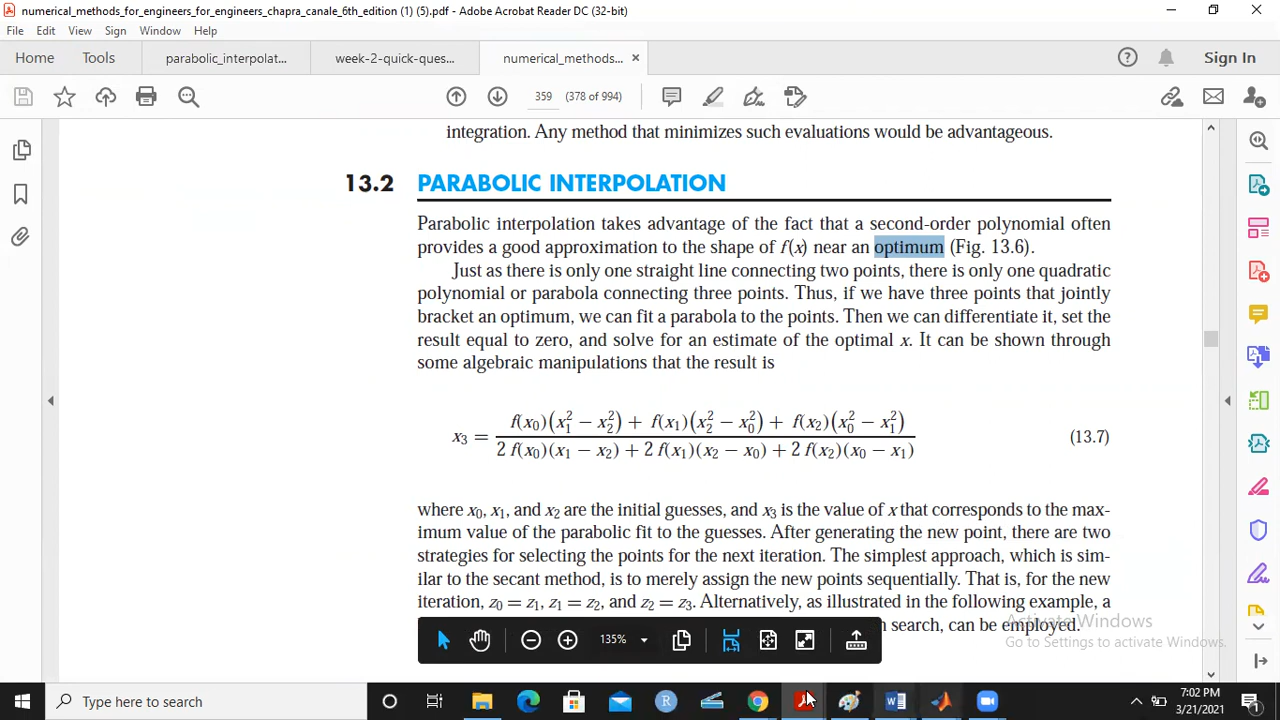 numerical_methods_for_engineers_for_engineers_chapra_canale_6th_edition (1) (5).pdf - Adobe Acrobat Reader DC (32-bit)
File Edit View Sign Window Help
Home Tools parabolic_interpolat... week-2-quick-ques... numerical_methods... × Sign In
359 (378 of 994)
integration. Any method that minimizes such evaluations would be advantageous.
13.2 PARABOLIC INTERPOLATION
Parabolic interpolation takes advantage of the fact that a second-order polynomial often
provides a good approximation to the shape of f(x) near an optimum (Fig. 13.6).
Just as there is only one straight line connecting two points, there is only one quadratic
polynomial or parabola connecting three points. Thus, if we have three points that jointly
bracket an optimum, we can fit a parabola to the points. Then we can differentiate it, set the
result equal to zero, and solve for an estimate of the optimal x. It can be shown through
some algebraic manipulations that the result is
x₃ = f(x₀)(x₁² − x₂²) + f(x₁)(x₂² − x₀²) + f(x₂)(x₀² − x₁²) / 2 f(x₀)(x₁ − x₂) + 2 f(x₁)(x₂ − x₀) + 2 f(x₂)(x₀ − x₁) (13.7)
where x₀, x₁, and x₂ are the initial guesses, and x₃ is the value of x that corresponds to the max-
imum value of the parabolic fit to the guesses. After generating the new point, there are two
strategies for selecting the points for the next iteration. The simplest approach, which is sim-
ilar to the secant method, is to merely assign the new points sequentially. That is, for the new
iteration, z₀ = z₁, z₁ = z₂, and z₂ = z₃. Alternatively, as illustrated in the following example, a
search, can be employed.
Activate Windows
Go to Settings to activate Windows.
135%
Type here to search
7:02 PM
3/21/2021